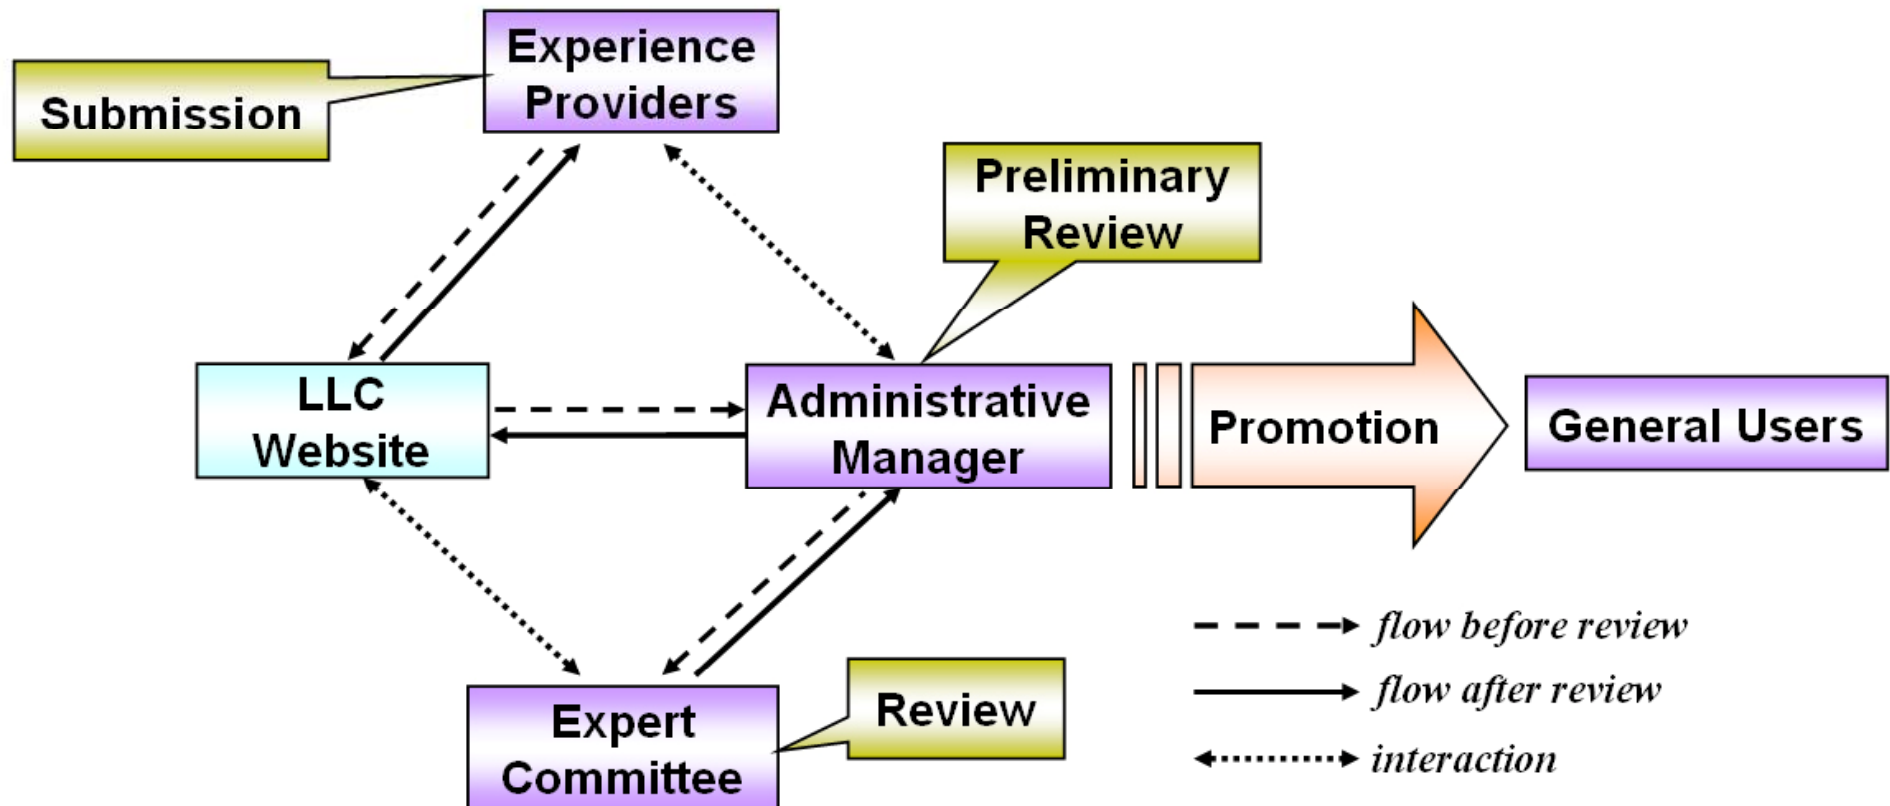 Experience
Providers
Submission
Preliminary
Review
LLC
Website
Administrative
Manager
Promotion
General Users
Expert
Committee
Review
flow before review
flow after review
interaction